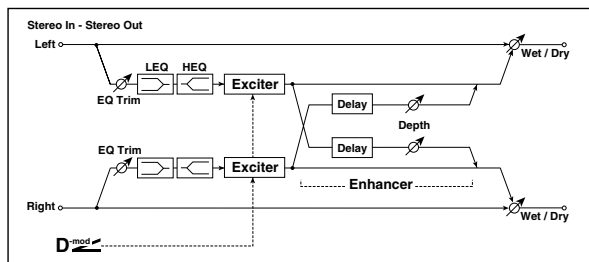 Stereo In - Stereo Out
Left
Wet / Dry
LEQ HEQ
EQ Trim
Exciter
Delay
Depth
EQ Trim
Delay
Exciter
Enhancer
Right
Wet / Dry
D-mod